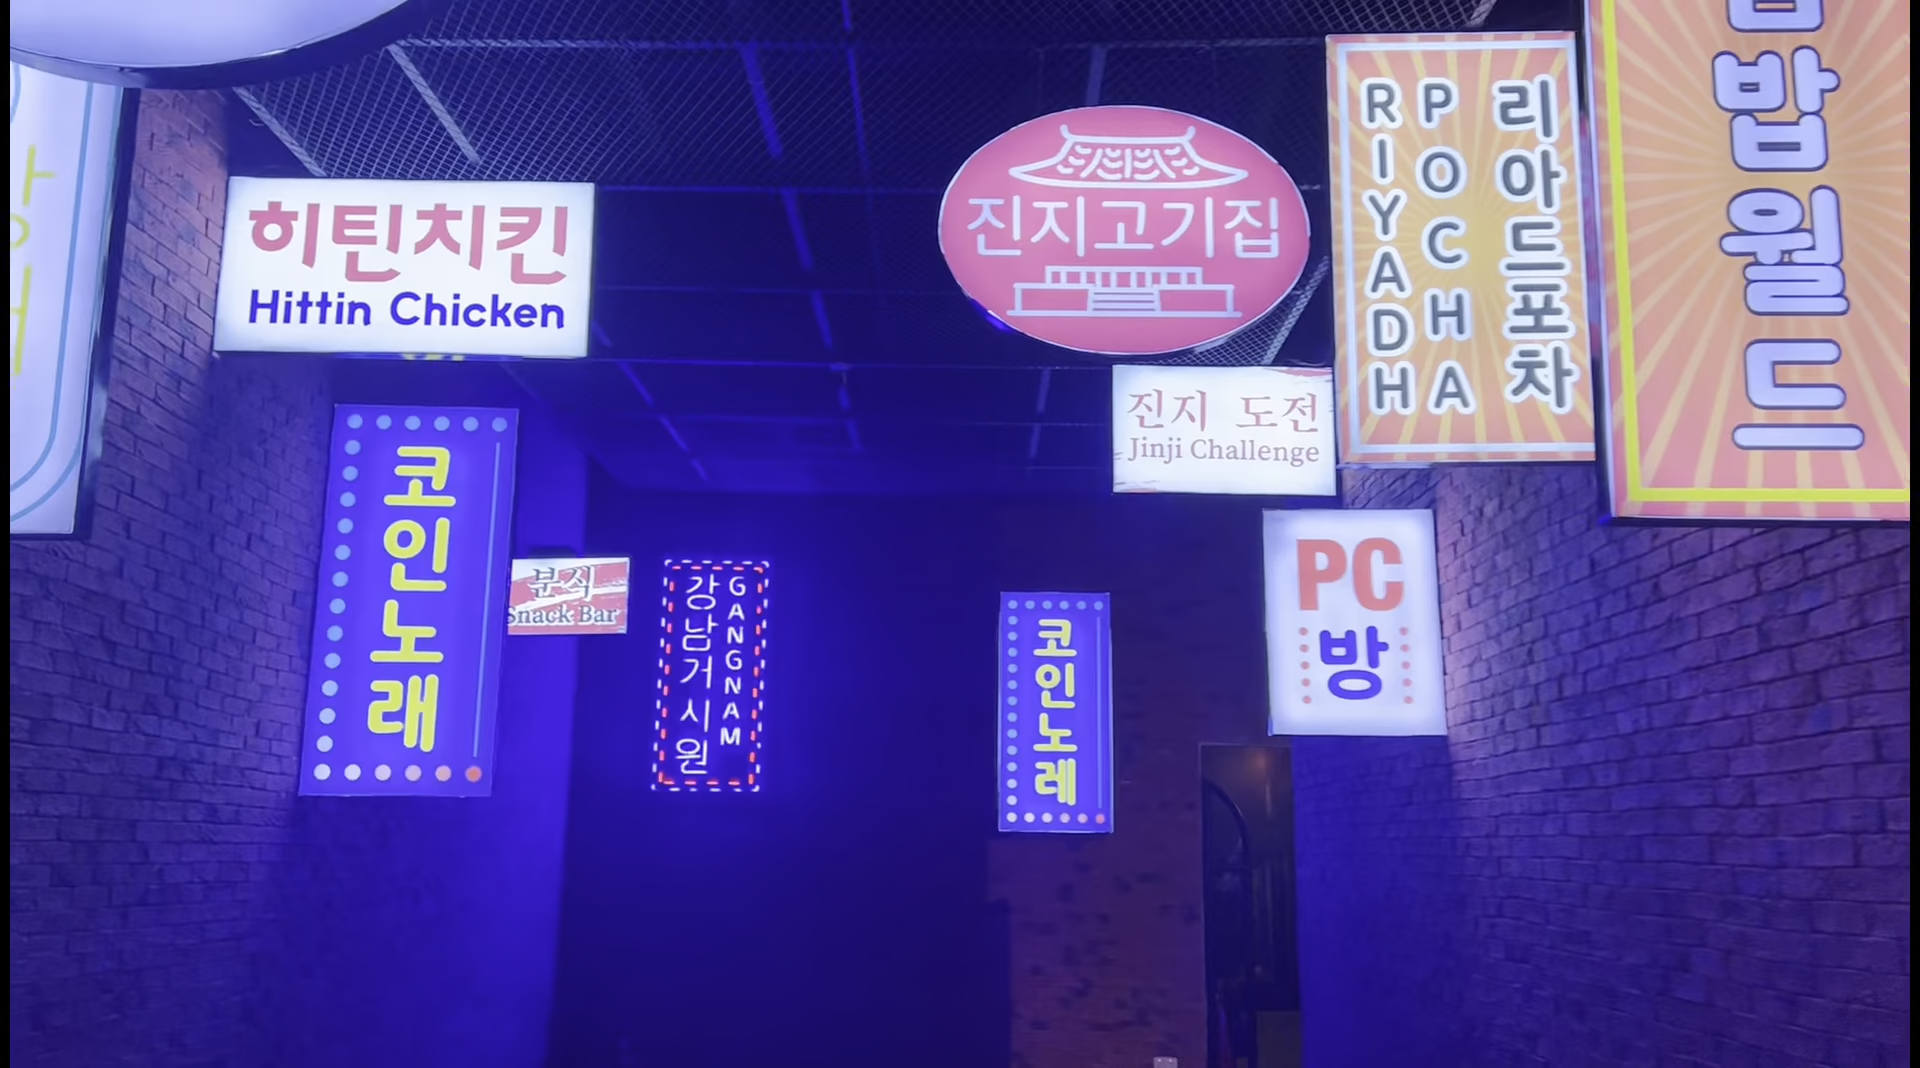 히틴치킨
Hittin Chicken
코인노래
분식
Snack Bar
강남거시원
GANGNAM
진지고기집
진지 도전
Jinji Challenge
코인노레
PC
방
RIYADH
POCHA
리아드포차
밥월드